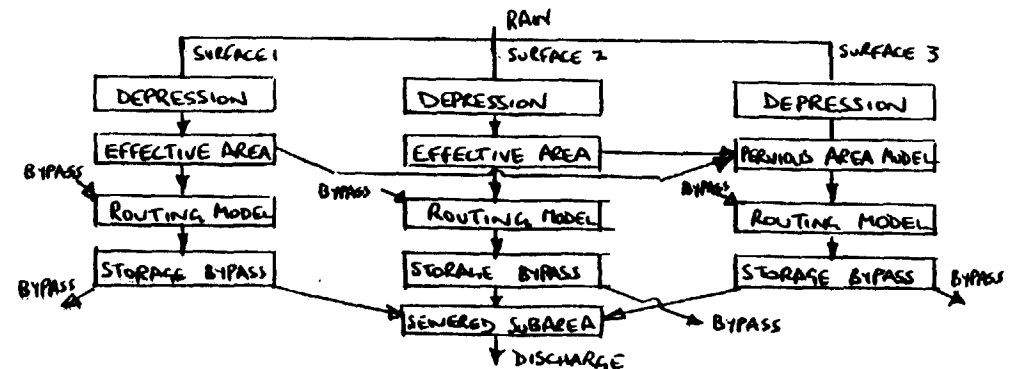 RAIN
SURFACE 1
SURFACE 2
SURFACE 3
DEPRESSION
DEPRESSION
DEPRESSION
EFFECTIVE AREA
EFFECTIVE AREA
PERVIOUS AREA MODEL
BYPASS
BYPASS
BYPASS
ROUTING MODEL
ROUTING MODEL
ROUTING MODEL
STORAGE BYPASS
STORAGE BYPASS
STORAGE BYPASS
BYPASS
BYPASS
SEWERED SUBAREA
BYPASS
DISCHARGE